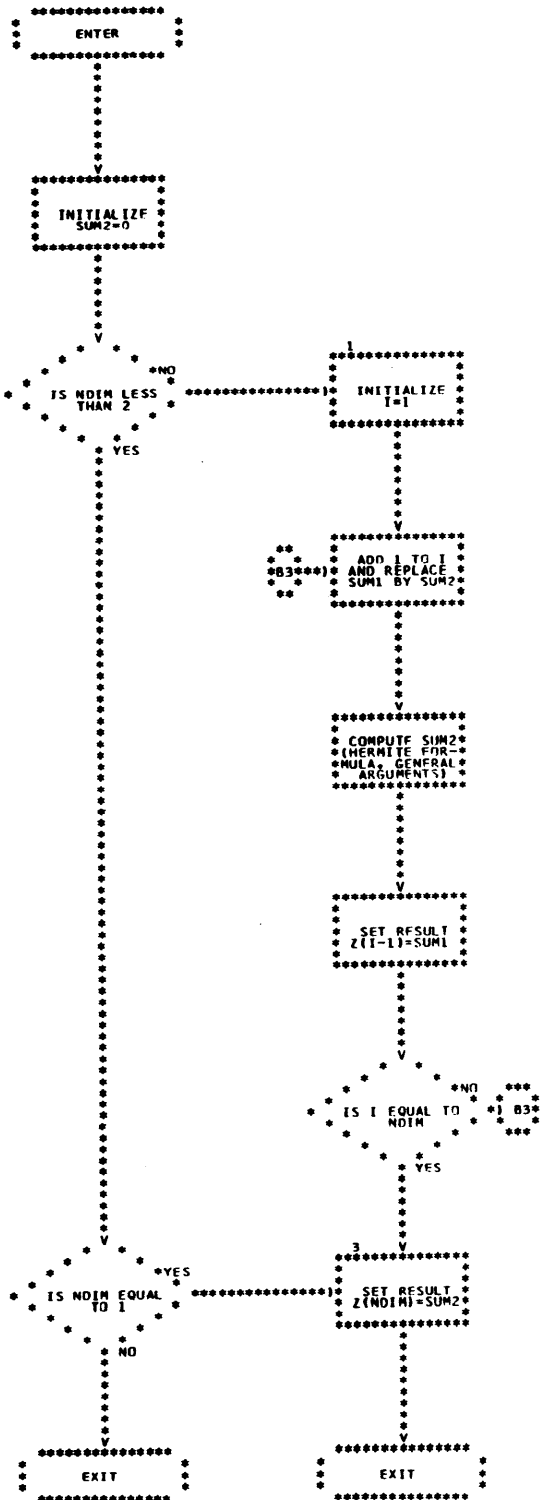 ENTER
INITIALIZE
SUM2=0
NO
IS NDIM LESS
THAN 2
YES
1
INITIALIZE
I=1
B3
ADD 1 TO I
AND REPLACE
SUM1 BY SUM2
COMPUTE SUM2
(HERMITE FOR-
MULA, GENERAL
ARGUMENTS)
SET RESULT
Z(I-1)=SUM1
NO
IS I EQUAL TO
NDIM
B3
YES
YES
IS NDIM EQUAL
TO 1
NO
3
SET RESULT
Z(NDIM)=SUM2
EXIT
EXIT